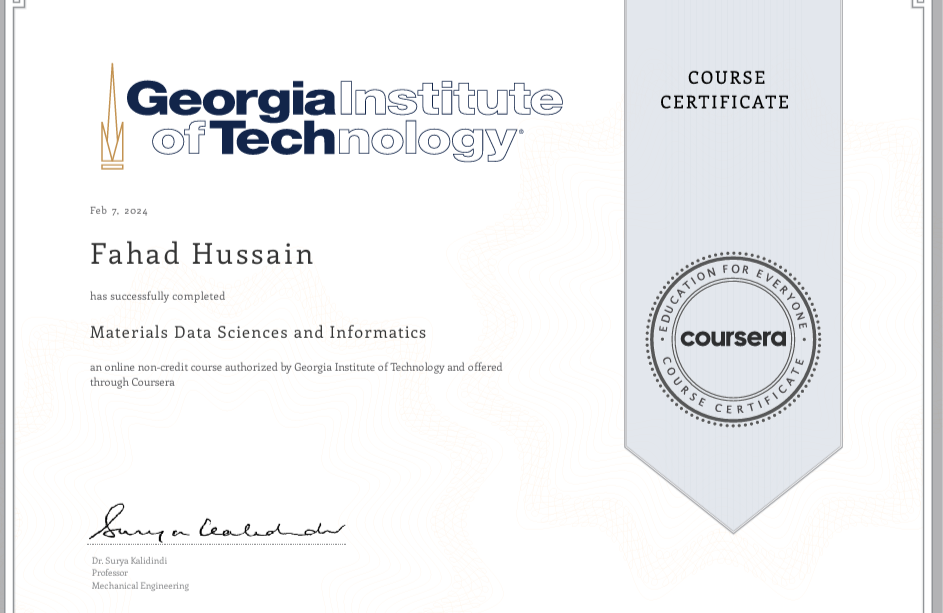 Georgia Institute
of Technology®
COURSE
CERTIFICATE
Feb 7, 2024
Fahad Hussain
has successfully completed
Materials Data Sciences and Informatics
an online non-credit course authorized by Georgia Institute of Technology and offered
through Coursera
EDUCATION FOR EVERYONE
coursera
COURSE CERTIFICATE
Surya Kalidindi
Dr. Surya Kalidindi
Professor
Mechanical Engineering